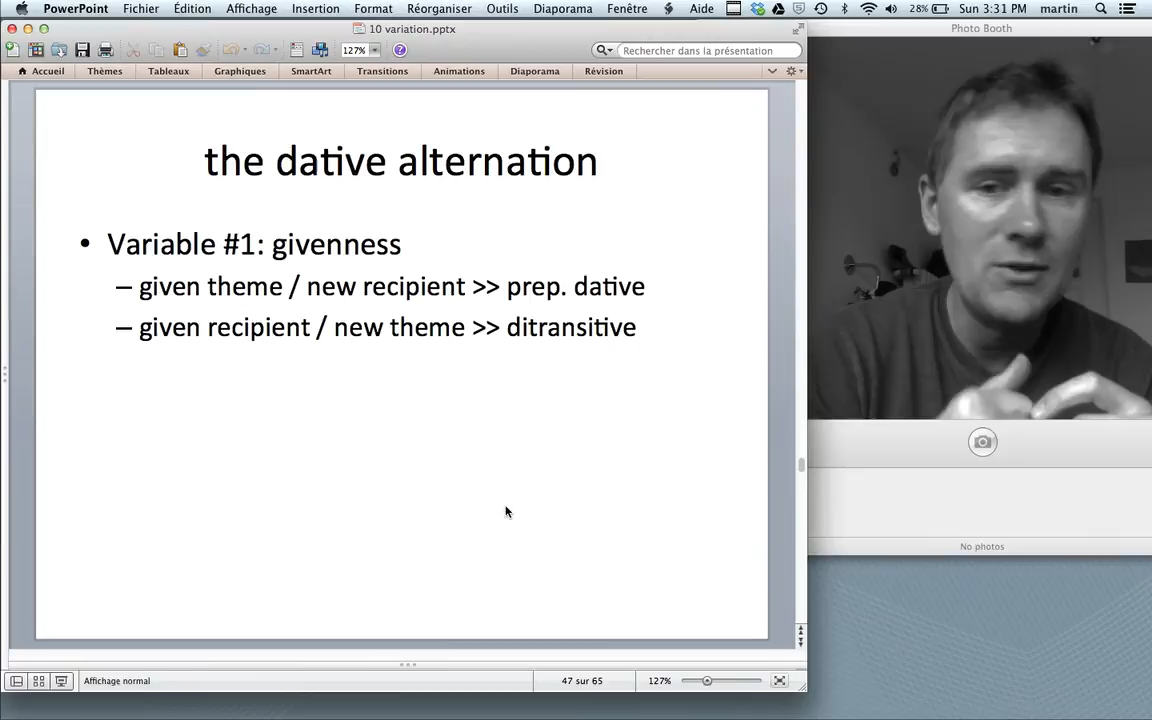 PowerPoint Fichier Édition Affichage Insertion Format Réorganiser Outils Diaporama Fenêtre Aide 28% Sun 3:31 PM martin
10 variation.pptx
Photo Booth
127% Rechercher dans la présentation
Accueil Thèmes Tableaux Graphiques SmartArt Transitions Animations Diaporama Révision
the dative alternation
• Variable #1: givenness
– given theme / new recipient >> prep. dative
– given recipient / new theme >> ditransitive
No photos
Affichage normal 47 sur 65 127%